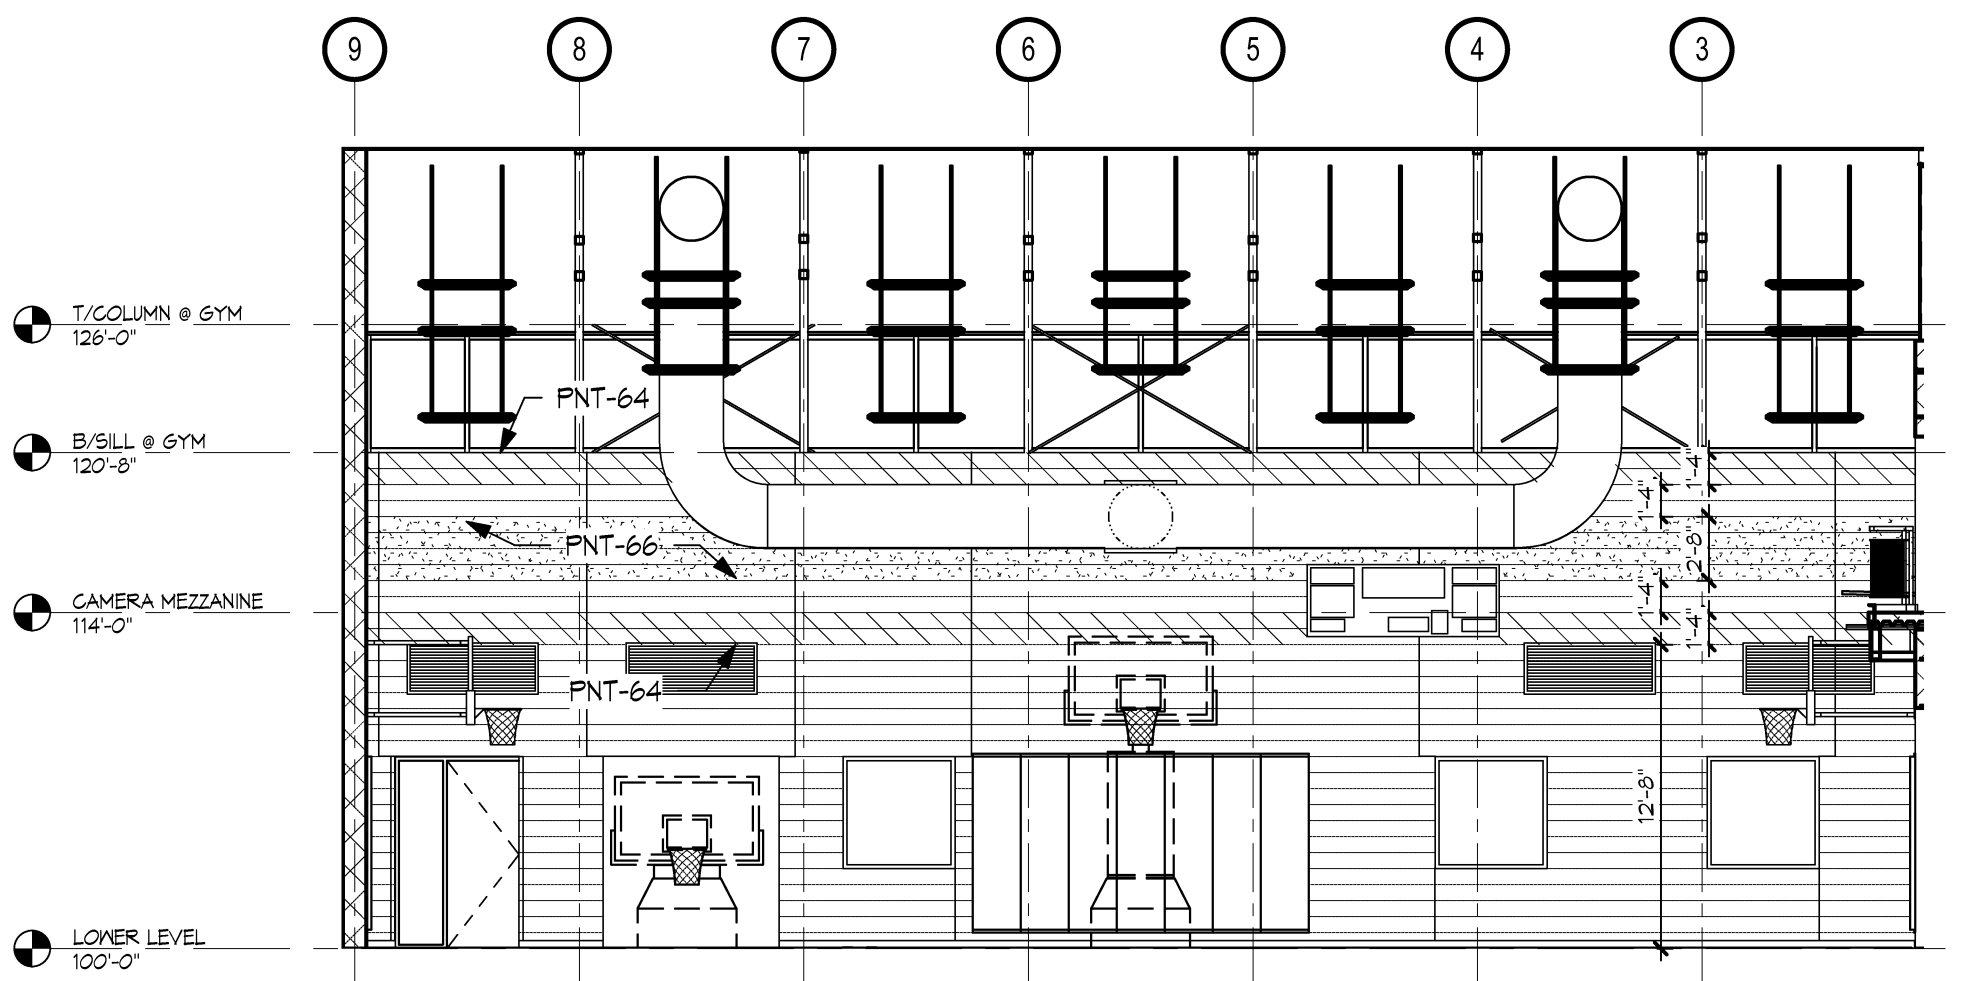 9 8 7 6 5 4 3
T/COLUMN @ GYM
126'-0"
PNT-64
B/SILL @ GYM
120'-8"
1'-4"
1'-4"
PNT-66
2'-8"
CAMERA MEZZANINE
114'-0"
1'-4"
1'-4"
PNT-64
12'-8"
LOWER LEVEL
100'-0"